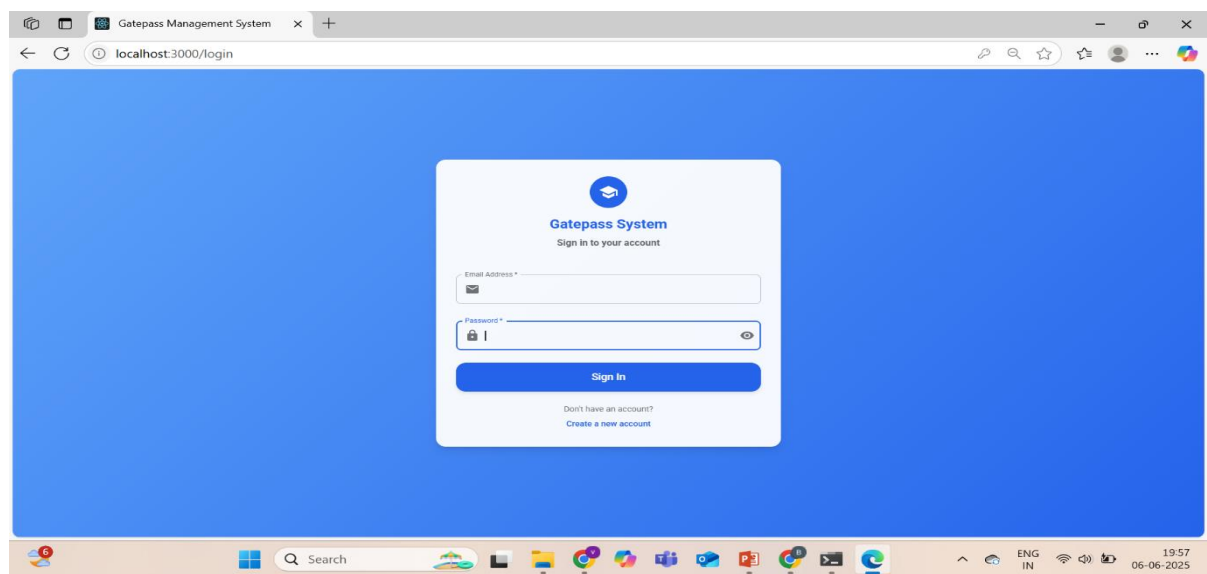 Gatepass Management System
localhost:3000/login
Gatepass System
Sign in to your account
Email Address *
Password *
Sign In
Don't have an account?
Create a new account
6
Search
ENG
IN
19:57
06-06-2025